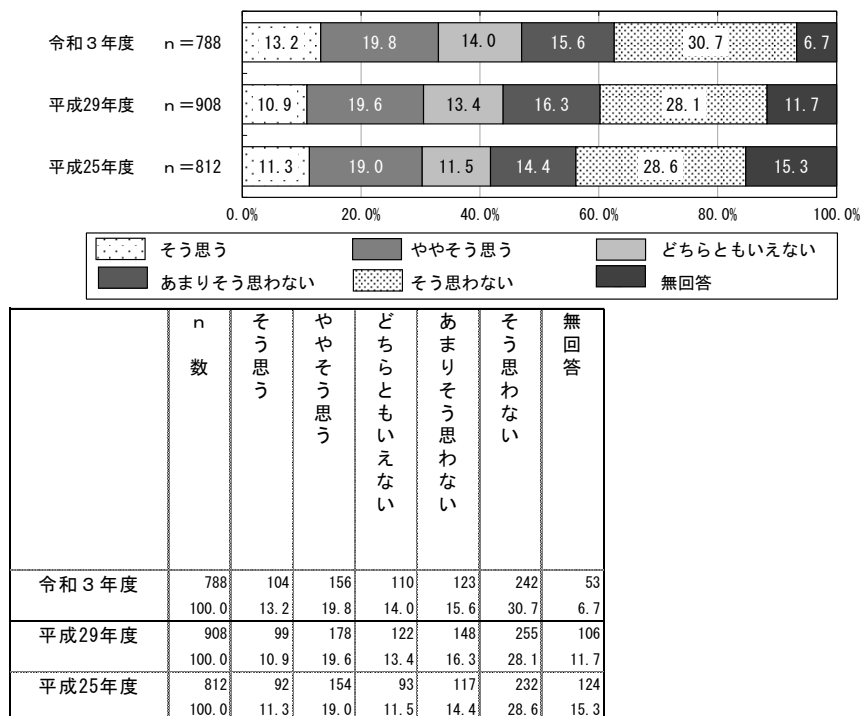 令和３年度 ｎ＝788 13.2 19.8 14.0 15.6 30.7 6.7
平成29年度 ｎ＝908 10.9 19.6 13.4 16.3 28.1 11.7
平成25年度 ｎ＝812 11.3 19.0 11.5 14.4 28.6 15.3
0.0% 20.0% 40.0% 60.0% 80.0% 100.0%
そう思う ややそう思う どちらともいえない
あまりそう思わない そう思わない 無回答
ｎ数 そう思う ややそう思う どちらともいえない あまりそう思わない そう思わない 無回答
令和３年度 788 104 156 110 123 242 53
100.0 13.2 19.8 14.0 15.6 30.7 6.7
平成29年度 908 99 178 122 148 255 106
100.0 10.9 19.6 13.4 16.3 28.1 11.7
平成25年度 812 92 154 93 117 232 124
100.0 11.3 19.0 11.5 14.4 28.6 15.3